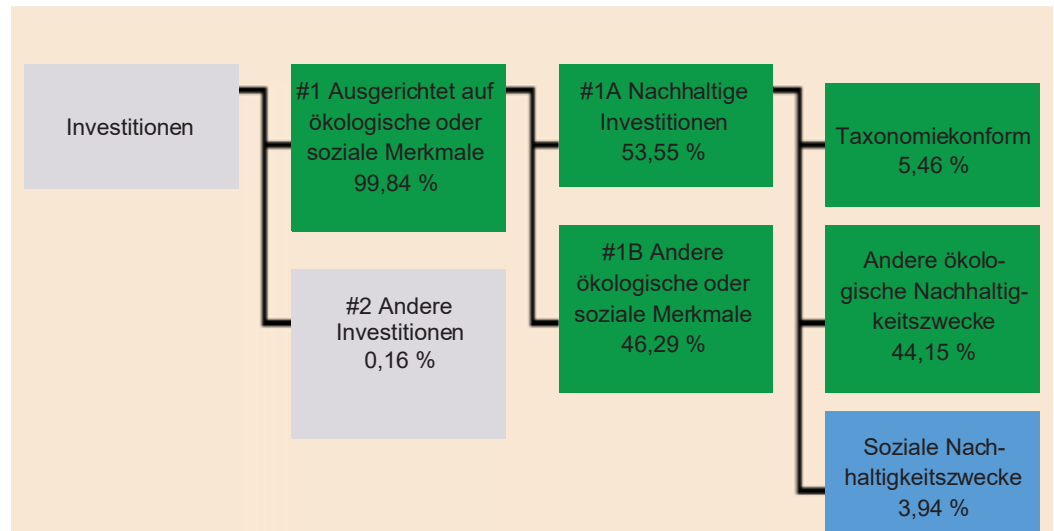 Investitionen
#1 Ausgerichtet auf
ökologische oder
soziale Merkmale
99,84 %
#2 Andere
Investitionen
0,16 %
#1A Nachhaltige
Investitionen
53,55 %
#1B Andere
ökologische oder
soziale Merkmale
46,29 %
Taxonomiekonform
5,46 %
Andere ökolo-
gische Nachhaltig-
keitszwecke
44,15 %
Soziale Nach-
haltigkeitszwecke
3,94 %